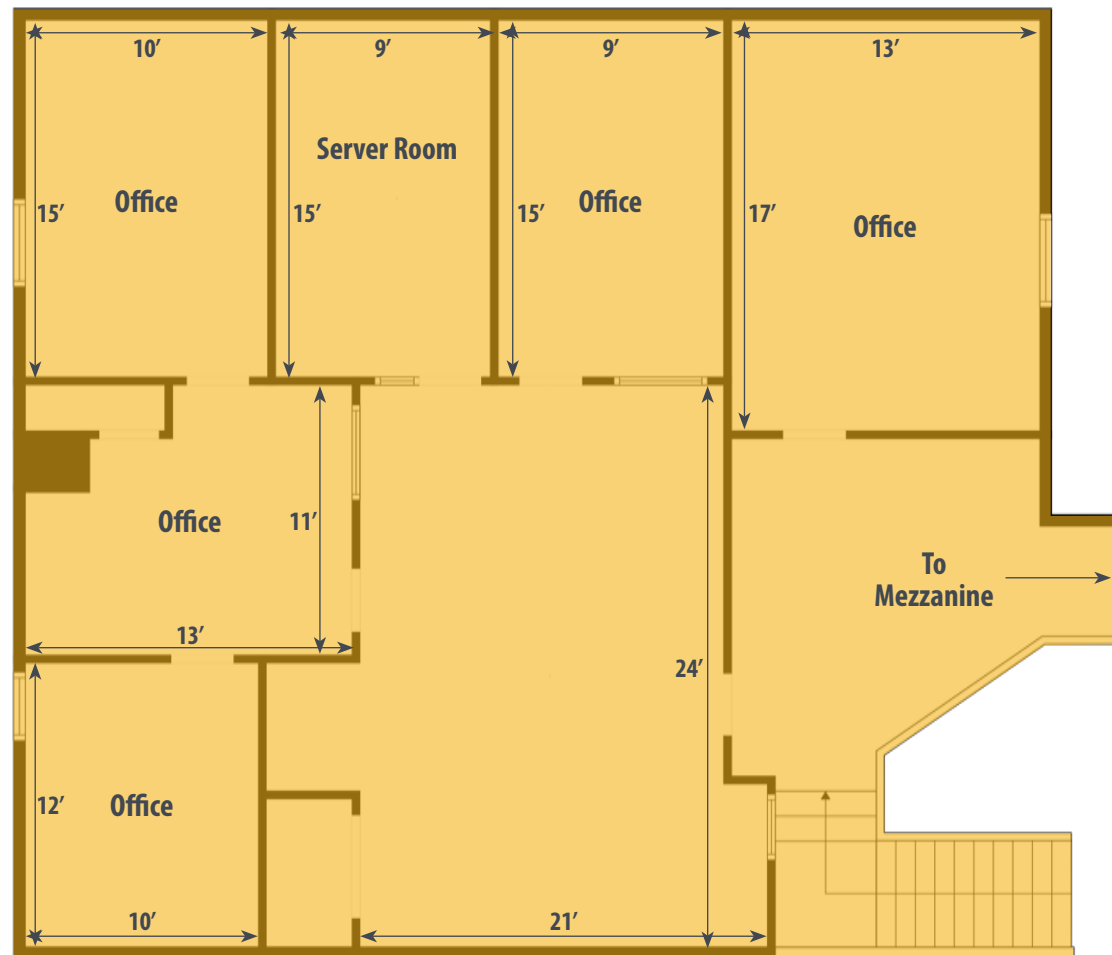 10’
9’
9’
13’
Server Room
Office
Office
15’
15’
15’
17’
Office
Office
11’
To
Mezzanine
13’
24’
12’
Office
10’
21’